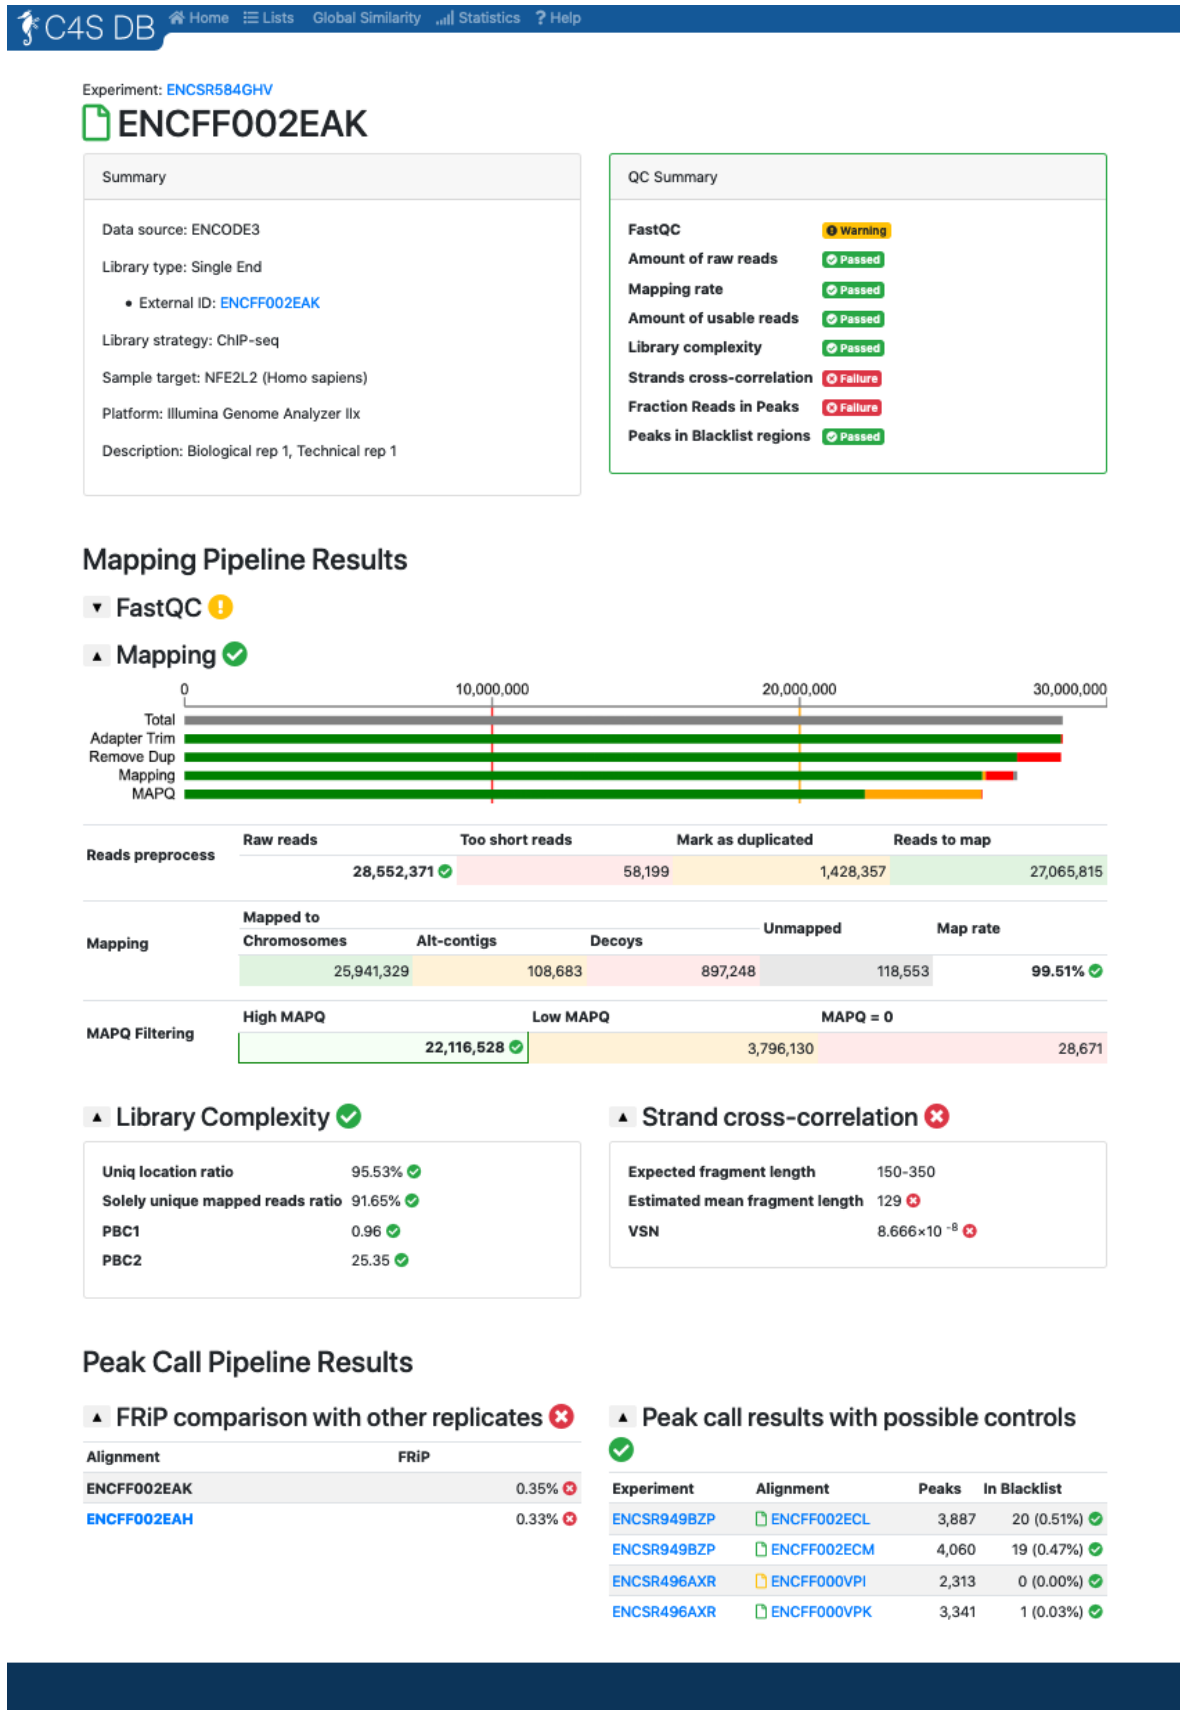 C4S DB Home Lists Global Similarity Statistics ? Help
Experiment: ENCSR584GHV
ENCFF002EAK
Summary
Data source: ENCODE3
Library type: Single End
• External ID: ENCFF002EAK
Library strategy: ChIP-seq
Sample target: NFE2L2 (Homo sapiens)
Platform: Illumina Genome Analyzer IIx
Description: Biological rep 1, Technical rep 1
QC Summary
FastQC Warning
Amount of raw reads Passed
Mapping rate Passed
Amount of usable reads Passed
Library complexity Passed
Strands cross-correlation Failure
Fraction Reads in Peaks Failure
Peaks in Blacklist regions Passed
Mapping Pipeline Results
FastQC
Mapping
0 10,000,000 20,000,000 30,000,000
Total
Adapter Trim
Remove Dup
Mapping
MAPQ
Reads preprocess
Raw reads Too short reads Mark as duplicated Reads to map
28,552,371 58,199 1,428,357 27,065,815
Mapping
Mapped to
Chromosomes Alt-contigs Decoys Unmapped Map rate
25,941,329 108,683 897,248 118,553 99.51%
MAPQ Filtering
High MAPQ Low MAPQ MAPQ = 0
22,116,528 3,796,130 28,671
Library Complexity
Uniq location ratio 95.53%
Solely unique mapped reads ratio 91.65%
PBC1 0.96
PBC2 25.35
Strand cross-correlation
Expected fragment length 150-350
Estimated mean fragment length 129
VSN 8.666×10 -8
Peak Call Pipeline Results
FRiP comparison with other replicates
Alignment FRiP
ENCFF002EAK 0.35%
ENCFF002EAH 0.33%
Peak call results with possible controls
Experiment Alignment Peaks In Blacklist
ENCSR949BZP ENCFF002ECL 3,887 20 (0.51%)
ENCSR949BZP ENCFF002ECM 4,060 19 (0.47%)
ENCSR496AXR ENCFF000VPI 2,313 0 (0.00%)
ENCSR496AXR ENCFF000VPK 3,341 1 (0.03%)